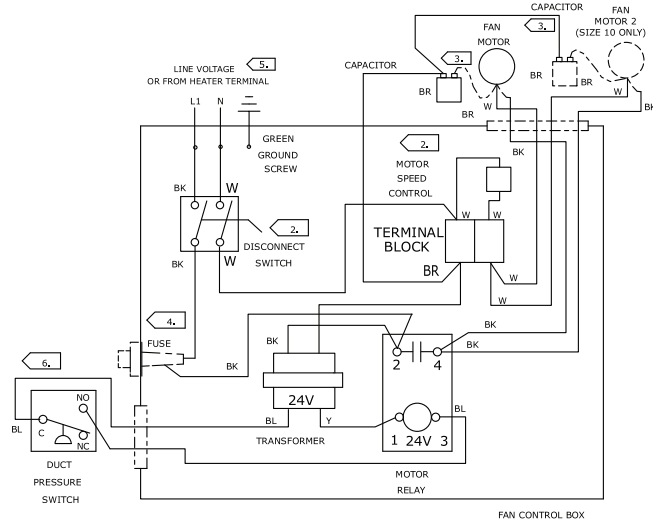 CAPACITOR
FAN
MOTOR 2
(SIZE 10 ONLY)
3.
FAN
MOTOR
3.
5.
LINE VOLTAGE
OR FROM HEATER TERMINAL
CAPACITOR
BR
BR
BR
W
W
BK
L1
N
BR
GREEN
GROUND
SCREW
2.
BK
MOTOR
SPEED
CONTROL
BK
W
W
W
2.
TERMINAL
BLOCK
DISCONNECT
SWITCH
BK
W
BR
W
W
4.
BK
FUSE
BK
2
4
BK
6.
BK
24V
NO
BL
BL
Y
BL
C
NC
1
24V
3
TRANSFORMER
DUCT
PRESSURE
SWITCH
MOTOR
RELAY
FAN CONTROL BOX